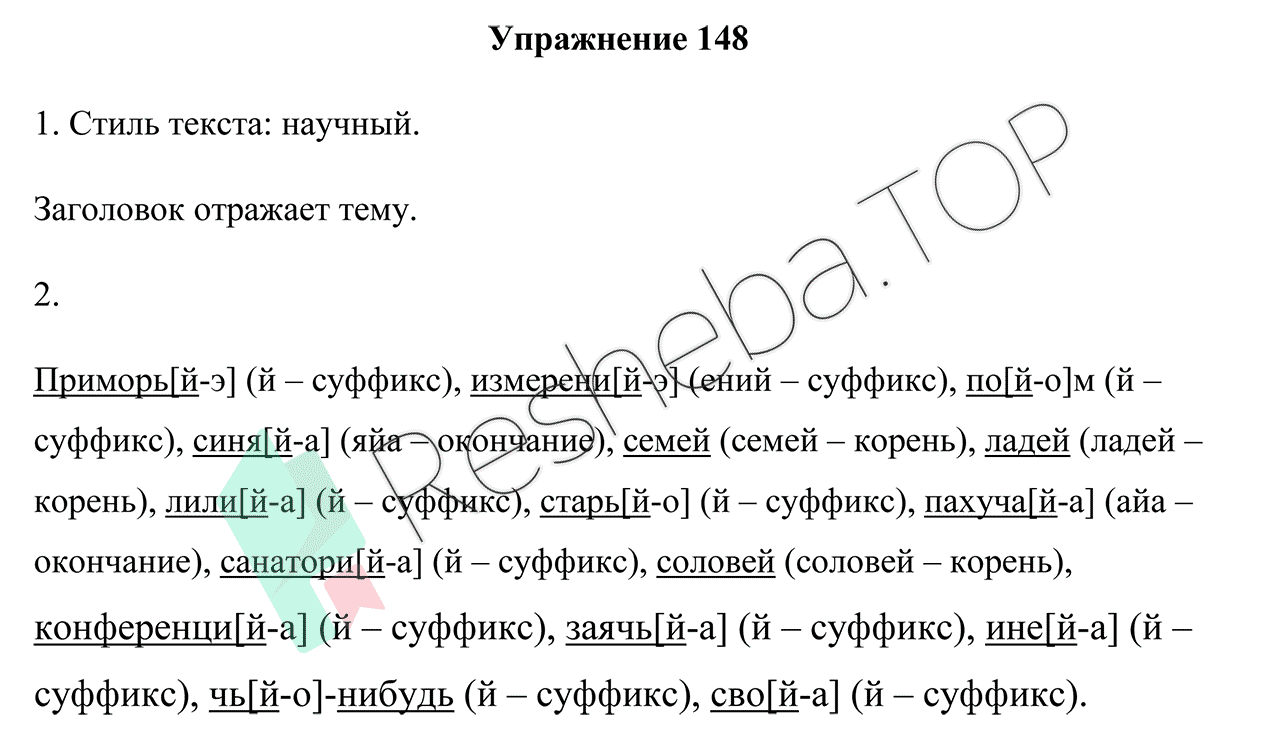 Упражнение 148
1. Стиль текста: научный.
Заголовок отражает тему.
2.
Приморь[й-э] (й – суффикс), измерени[й-э] (ений – суффикс), по[й-о]м (й –
суффикс), синя[й-а] (яйа – окончание), семей (семей – корень), ладей (ладей –
корень), лили[й-а] (й – суффикс), старь[й-о] (й – суффикс), пахуча[й-а] (айа –
окончание), санатори[й-а] (й – суффикс), соловей (соловей – корень),
конференци[й-а] (й – суффикс), заячь[й-а] (й – суффикс), ине[й-а] (й –
суффикс), чь[й-о]-нибудь (й – суффикс), сво[й-а] (й – суффикс).
Resheba.TOP